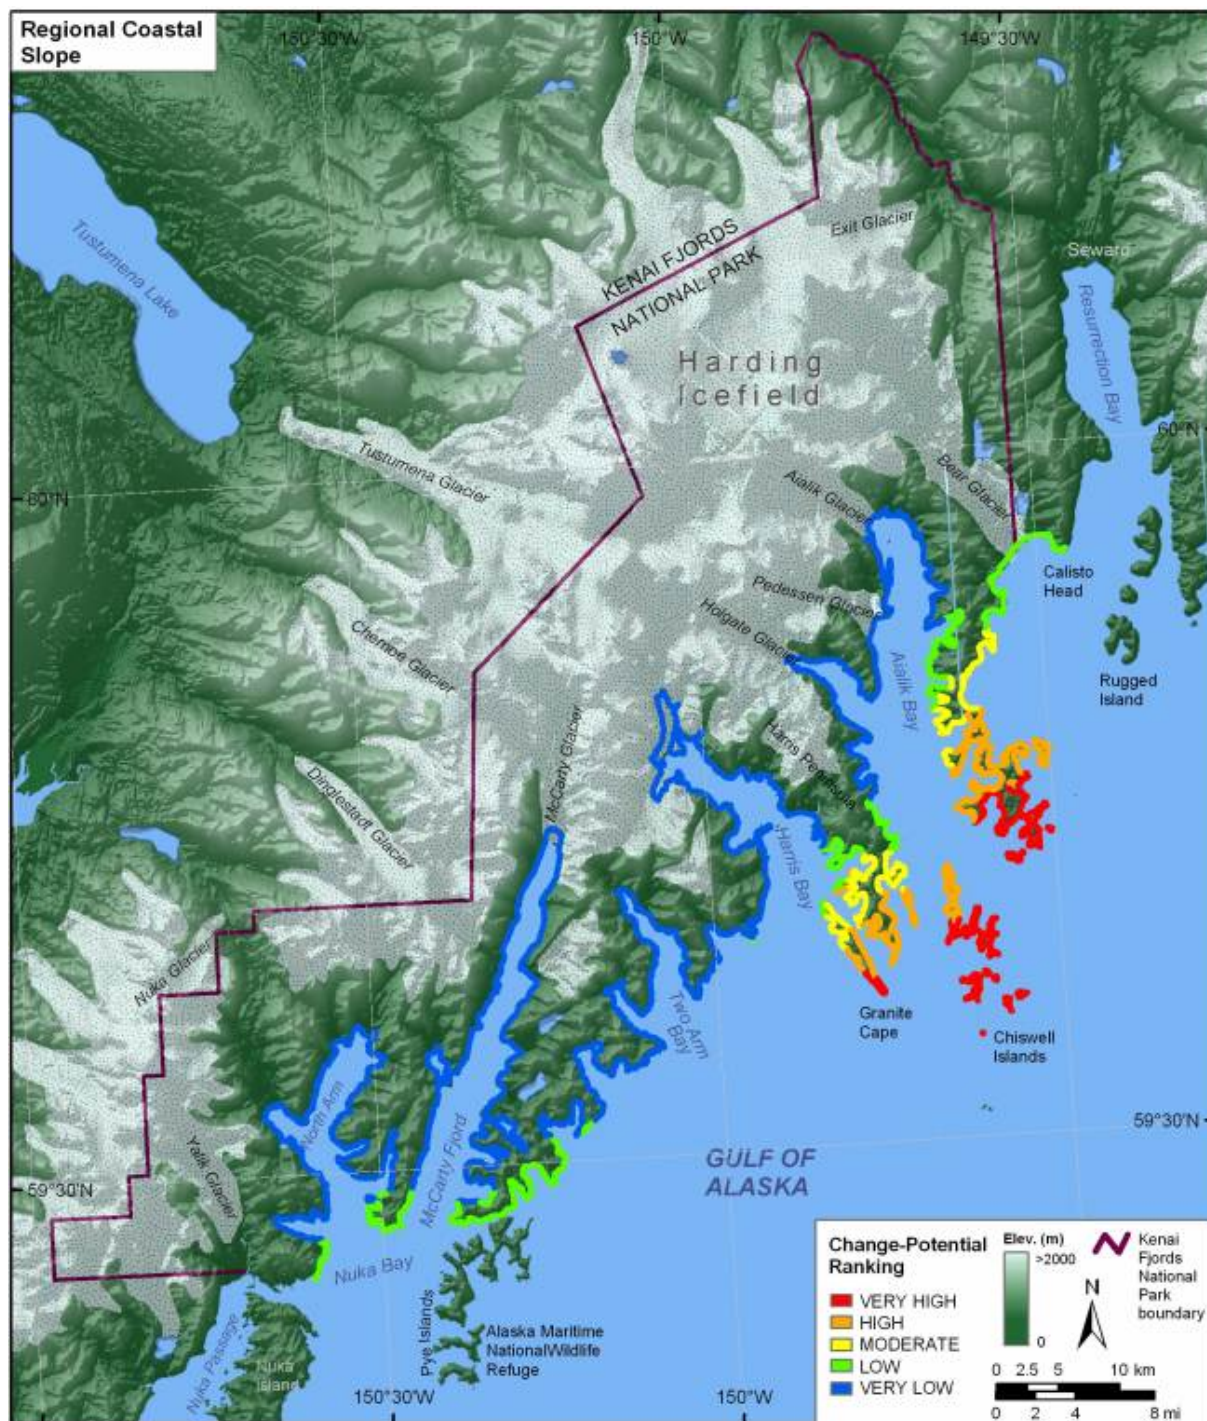 Regional Coastal
Slope
150°30'W
150°W
149°30'W
Tustumena Lake
KENAI FJORDS
NATIONAL PARK
Exit Glacier
Seward
Resurrection Bay
Harding
Icefield
60°N
Tustumena Glacier
60°N
Bear Glacier
Aialik Glacier
Calisto
Head
Pedessen Glacier
Holgate Glacier
Chernoe Glacier
Aialik Bay
Rugged
Island
McCarty Glacier
Harris Peninsula
Dinglestadt Glacier
Harris Bay
Nuka Glacier
Granite
Cape
Two Arm
Bay
Chiswell
Islands
North Arm
McCarty Fjord
59°30'N
Yalik Glacier
GULF OF
ALASKA
59°30'N
Nuka Bay
Pye Islands
Alaska Maritime
NationalWildlife
Refuge
Nuka Passage
Nuka
Island
150°30'W
150°W
Change-Potential
Ranking
VERY HIGH
HIGH
MODERATE
LOW
VERY LOW
Elev. (m)
>2000
0
Kenai
Fjords
National
Park
boundary
N
0 2.5 5 10 km
0 2 4 8 mi